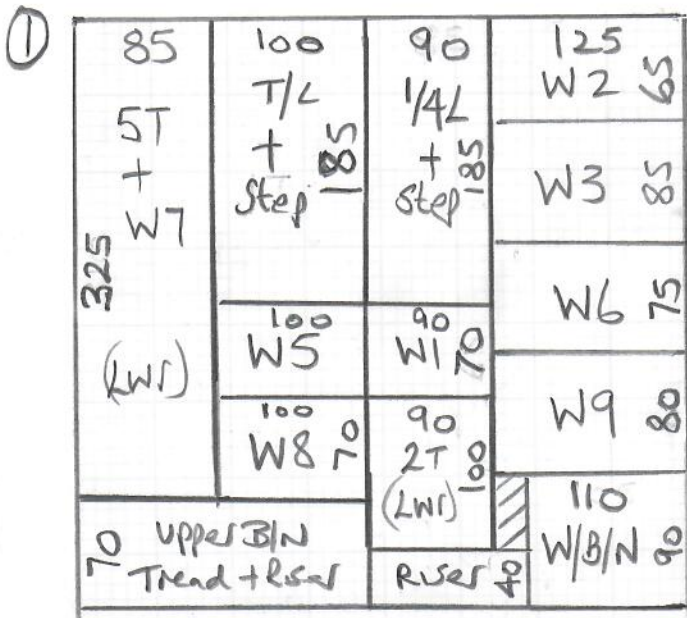 ①
85
5T
+
W7
325
(LWS)
100
T/L
+
Step
185
90
1/4L
+
Step
185
125
W2 65
W3 85
W6 75
W9 80
100
W5
90
W1 70
100
W8 70
90
2T
(LWS)
100
110
W/B/N 90
70 Upper B/N
Tread + Riser
Riser 40